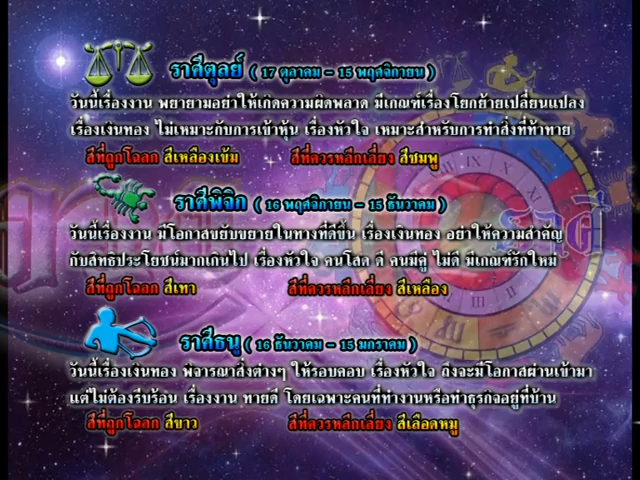 ราศีตุลย์ ( 17 ตุลาคม - 15 พฤศจิกายน )
วันนี้เรื่องงาน พยายามอย่าให้เกิดความผิดพลาด มีเกณฑ์เรื่องโยกย้ายเปลี่ยนแปลง
เรื่องเงินทอง ไม่เหมาะกับการเข้าหุ้น เรื่องหัวใจ เหมาะสำหรับการทำสิ่งที่ท้าทาย
สีที่ถูกโฉลก สีเหลืองเข้ม สีที่ควรหลีกเลี่ยง สีชมพู
ราศีพิจิก ( 16 พฤศจิกายน - 15 ธันวาคม )
วันนี้เรื่องงาน มีโอกาสขยับขยายในทางที่ดีขึ้น เรื่องเงินทอง อย่าให้ความสำคัญ
กับสิทธิประโยชน์มากเกินไป เรื่องหัวใจ คนโสด ดี คนมีคู่ ไม่ดี มีเกณฑ์รักใหม่
สีที่ถูกโฉลก สีเทา สีที่ควรหลีกเลี่ยง สีเหลือง
ราศีธนู ( 16 ธันวาคม - 15 มกราคม )
วันนี้เรื่องเงินทอง พิจารณาสิ่งต่างๆ ให้รอบคอบ เรื่องหัวใจ ถึงจะมีโอกาสผ่านเข้ามา
แต่ไม่ต้องรีบร้อน เรื่องงาน ทายดี โดยเฉพาะคนที่ทำงานหรือทำธุรกิจอยู่ที่บ้าน
สีที่ถูกโฉลก สีขาว สีที่ควรหลีกเลี่ยง สีเลือดหมู